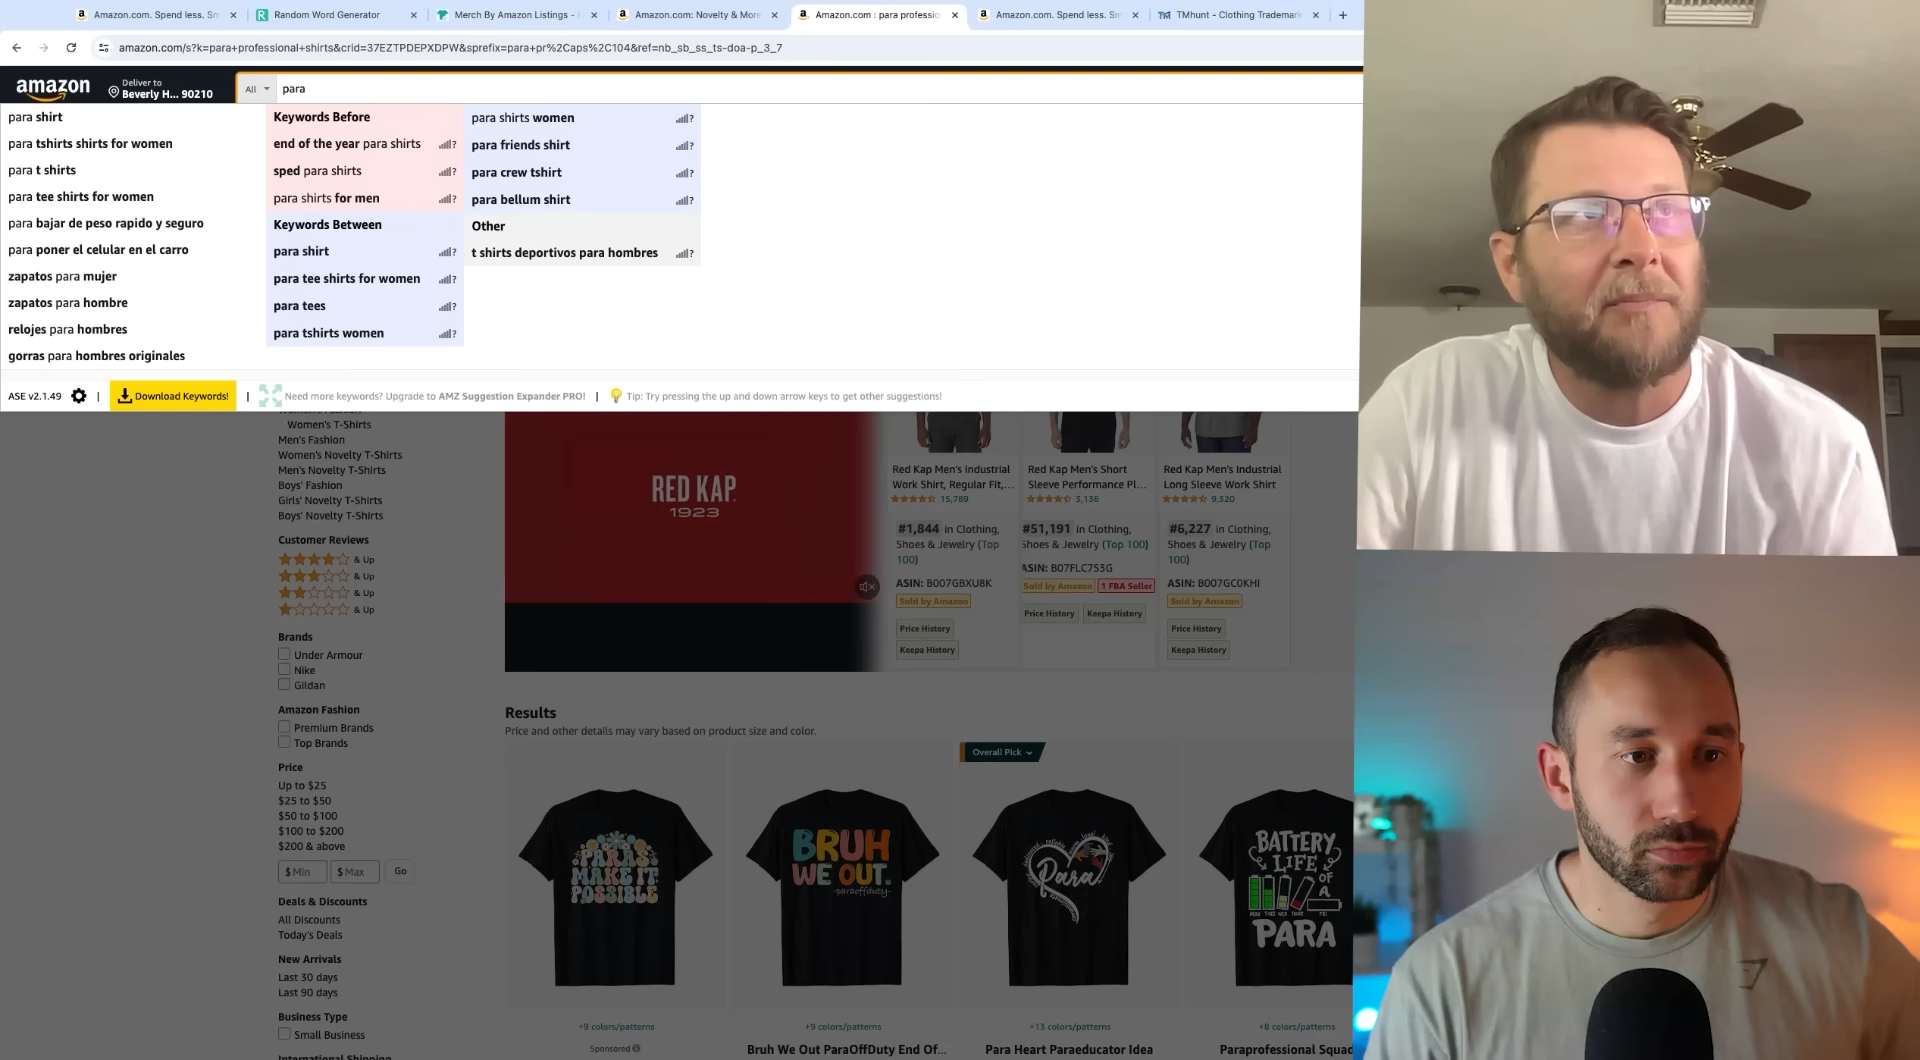 Amazon.com. Spend less. Sm
Random Word Generator
Merch By Amazon Listings -
Amazon.com: Novelty & More
Amazon.com : para professio
Amazon.com. Spend less. Sm
TMhunt - Clothing Trademark
amazon.com/s?k=para+professional+shirts&crid=37EZTPDEPXDPW&sprefix=para+pr%2Caps%2C104&ref=nb_sb_ss_ts-doa-p_3_7
amazon
Deliver to
Beverly H... 90210
All
para
para shirt
para tshirts shirts for women
para t shirts
para tee shirts for women
para bajar de peso rapido y seguro
para poner el celular en el carro
zapatos para mujer
zapatos para hombre
relojes para hombres
gorras para hombres originales
Keywords Before
end of the year para shirts ?
sped para shirts ?
para shirts for men ?
Keywords Between
para shirt ?
para tee shirts for women ?
para tees ?
para tshirts women ?
para shirts women ?
para friends shirt ?
para crew tshirt ?
para bellum shirt ?
Other
t shirts deportivos para hombres ?
ASE v2.1.49 | Download Keywords! | Need more keywords? Upgrade to AMZ Suggestion Expander PRO! | Tip: Try pressing the up and down arrow keys to get other suggestions!
Women's T-Shirts
Men's Fashion
Women's Novelty T-Shirts
Men's Novelty T-Shirts
Boys' Fashion
Girls' Novelty T-Shirts
Boys' Novelty T-Shirts
Customer Reviews
& Up
& Up
& Up
& Up
Brands
Under Armour
Nike
Gildan
Amazon Fashion
Premium Brands
Top Brands
Price
Up to $25
$25 to $50
$50 to $100
$100 to $200
$200 & above
$ Min
$ Max
Go
Deals & Discounts
All Discounts
Today's Deals
New Arrivals
Last 30 days
Last 90 days
Business Type
Small Business
International Shipping
RED KAP
1923
Red Kap Men's Industrial
Work Shirt, Regular Fit,...
15,789
#1,844 in Clothing,
Shoes & Jewelry (Top
100)
ASIN: B007GBXU8K
Sold by Amazon
Price History
Keepa History
Red Kap Men's Short
Sleeve Performance Pl...
3,136
#51,191 in Clothing,
Shoes & Jewelry (Top 100)
ASIN: B07FLC7S3G
Sold by Amazon
1 FBA Seller
Price History
Keepa History
Red Kap Men's Industrial
Long Sleeve Work Shirt
9,320
#6,227 in Clothing,
Shoes & Jewelry (Top
100)
ASIN: B007GC0KHI
Sold by Amazon
Price History
Keepa History
Results
Price and other details may vary based on product size and color.
Overall Pick
PARAS
MAKE IT
POSSIBLE
BRUH
WE OUT.
-paraoffduty-
Para
BATTERY
LIFE
OF
A
PARA
+9 colors/patterns
+9 colors/patterns
+13 colors/patterns
+8 colors/patterns
Sponsored
Bruh We Out ParaOffDuty End Of...
Para Heart Paraeducator Idea
Paraprofessional Squad